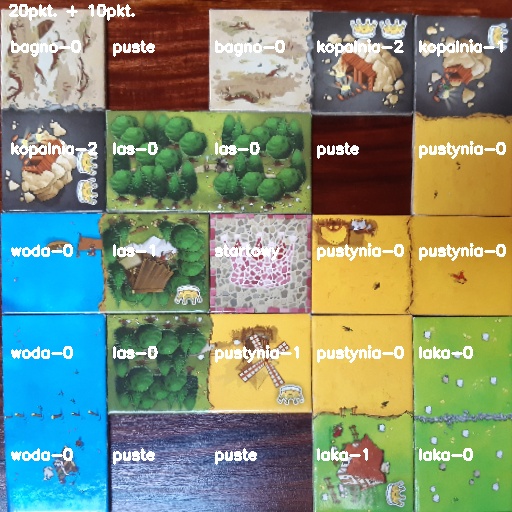 20pkt. + 10pkt.
bagno-0 puste bagno-0 kopalnia-2 kopalnia-1
kopalnia-2 las-0 las-0 puste pustynia-0
woda-0 las-1 startowy pustynia-0 pustynia-0
woda-0 las-0 pustynia-1 pustynia-0 laka-0
woda-0 puste puste laka-1 laka-0